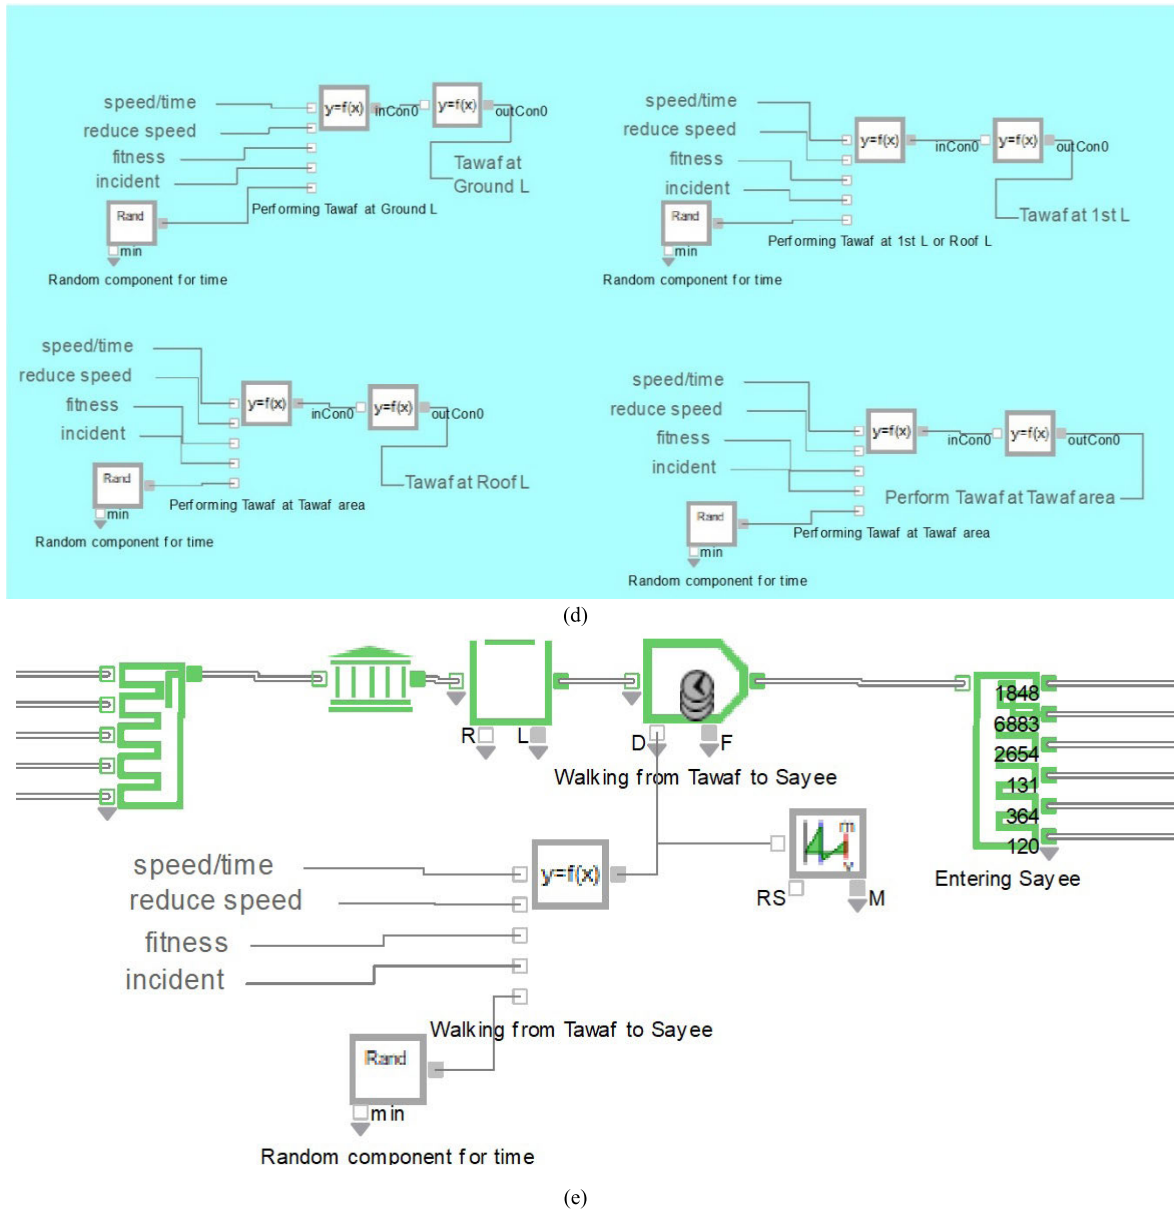 speed/time
reduce speed
fitness
incident
Rand
min
Random component for time
y=f(x)
inCon0
y=f(x)
outCon0
Tawaf at
Ground L
Performing Tawaf at Ground L
speed/time
reduce speed
fitness
incident
Rand
min
Random component for time
y=f(x)
inCon0
y=f(x)
outCon0
Tawaf at 1st L
Performing Tawaf at 1st L or Roof L
speed/time
reduce speed
fitness
incident
Rand
min
Random component for time
y=f(x)
inCon0
y=f(x)
outCon0
Tawaf at Roof L
Performing Tawaf at Tawaf area
speed/time
reduce speed
fitness
incident
Rand
min
Random component for time
y=f(x)
inCon0
y=f(x)
outCon0
Perform Tawaf at Tawaf area
Performing Tawaf at Tawaf area
(d)
R
L
D
F
Walking from Tawaf to Sayee
1848
6883
2654
131
364
120
Entering Sayee
m
v
RS
M
speed/time
reduce speed
fitness
incident
y=f(x)
Walking from Tawaf to Sayee
Rand
min
Random component for time
(e)